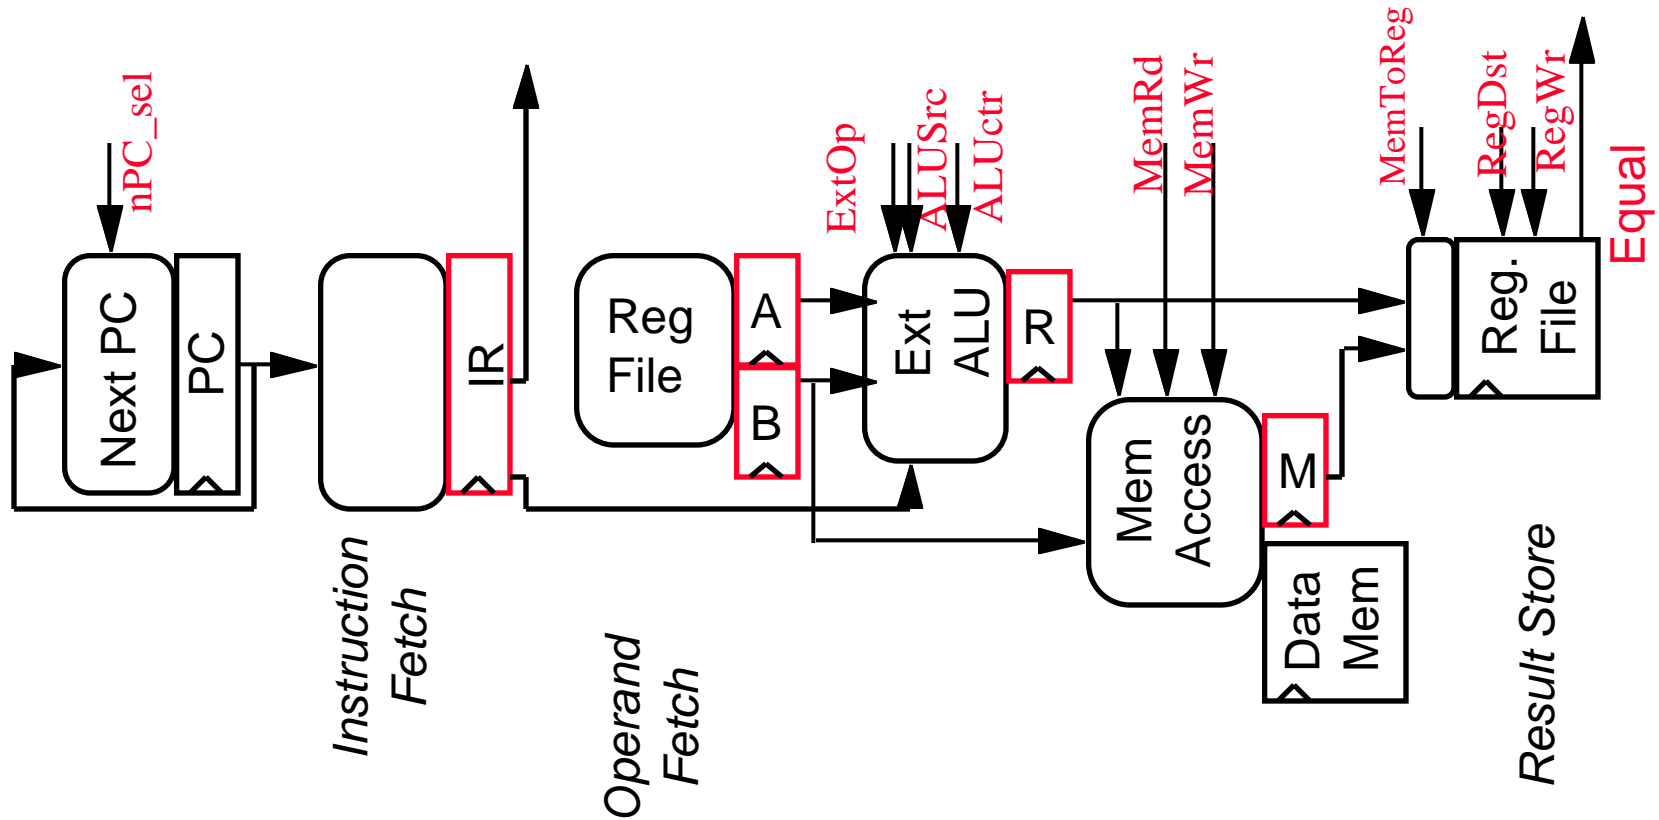 nPC_sel
Next PC
PC
Instruction
Fetch
IR
Operand
Fetch
Reg
File
A
B
ExtOp
ALUSrc
ALUctr
Ext
ALU
R
MemRd
MemWr
Mem
Access
M
Data
Mem
MemToReg
RegDst
RegWr
Equal
Reg.
File
Result Store